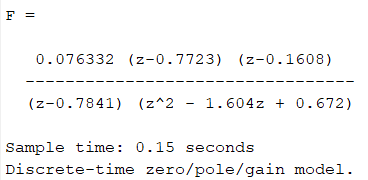 F =
0.076332 (z-0.7723) (z-0.1608)
----------------------------------
(z-0.7841) (z^2 - 1.604z + 0.672)
Sample time: 0.15 seconds
Discrete-time zero/pole/gain model.